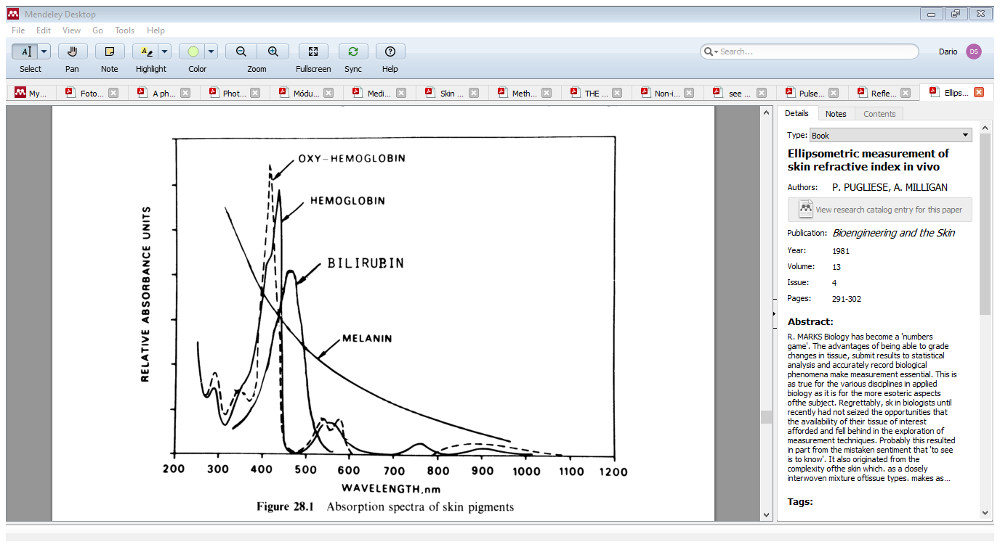 Mendeley Desktop
File Edit View Go Tools Help
Select Pan Note Highlight Color Zoom Fullscreen Sync Help
Search...
Dario DS
My... Foto... A ph... Phot... Módu... Medi... Skin ... Meth... THE ... Non-i... see ... Pulse... Refle... Ellips...
OXY-HEMOGLOBIN
HEMOGLOBIN
BILIRUBIN
MELANIN
RELATIVE ABSORBANCE UNITS
200 300 400 500 600 700 800 900 1000 1100 1200
WAVELENGTH,nm
Figure 28.1 Absorption spectra of skin pigments
Details Notes Contents
Type: Book
Ellipsometric measurement of
skin refractive index in vivo
Authors: P. PUGLIESE, A. MILLIGAN
View research catalog entry for this paper
Publication: Bioengineering and the Skin
Year: 1981
Volume: 13
Issue: 4
Pages: 291-302
Abstract:
R. MARKS Biology has become a 'numbers
game'. The advantages of being able to grade
changes in tissue, submit results to statistical
analysis and accurately record biological
phenomena make measurement essential. This is
as true for the various disciplines in applied
biology as it is for the more esoteric aspects
ofthe subject. Regrettably, sk in biologists until
recently had not seized the opportunities that
the availability of their tissue of interest
afforded and fell behind in the exploration of
measurement techniques. Probably this resulted
in part from the mistaken sentiment that 'to see
is to know'. It also originated from the
complexity ofthe skin which. as a closely
interwoven mixture oftissue types. makes as...
Tags: